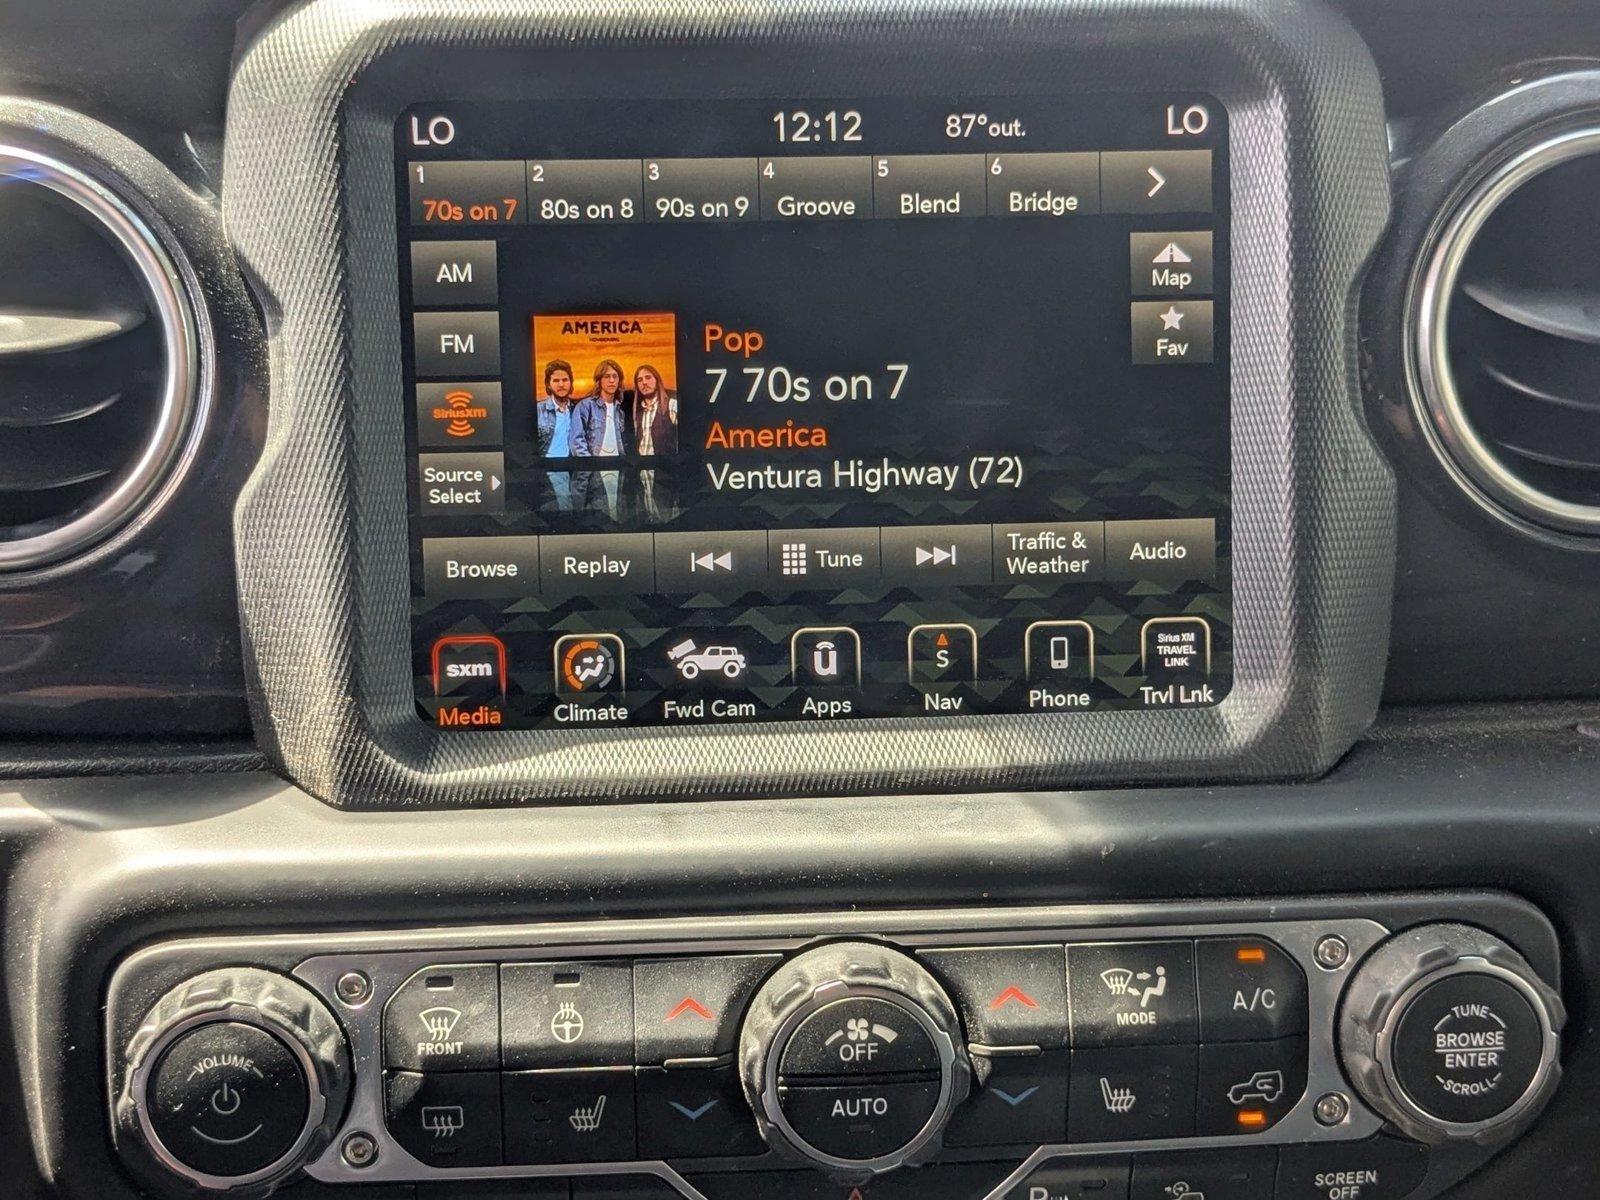 LO 12:12 87°out. LO
1 2 3 4 5 6
70s on 7 80s on 8 90s on 9 Groove Blend Bridge
AM
Map
FM
Fav
SiriusXM
Source
Select
AMERICA
Pop
7 70s on 7
America
Ventura Highway (72)
Browse Replay Tune Traffic &
Weather Audio
sxm
Media
Climate
Fwd Cam
Apps
S
Nav
Phone
Sirius XM
TRAVEL
LINK
Trvl Lnk
VOLUME
FRONT
OFF
AUTO
MODE
A/C
TUNE
BROWSE
ENTER
SCROLL
P
SCREEN
OFF